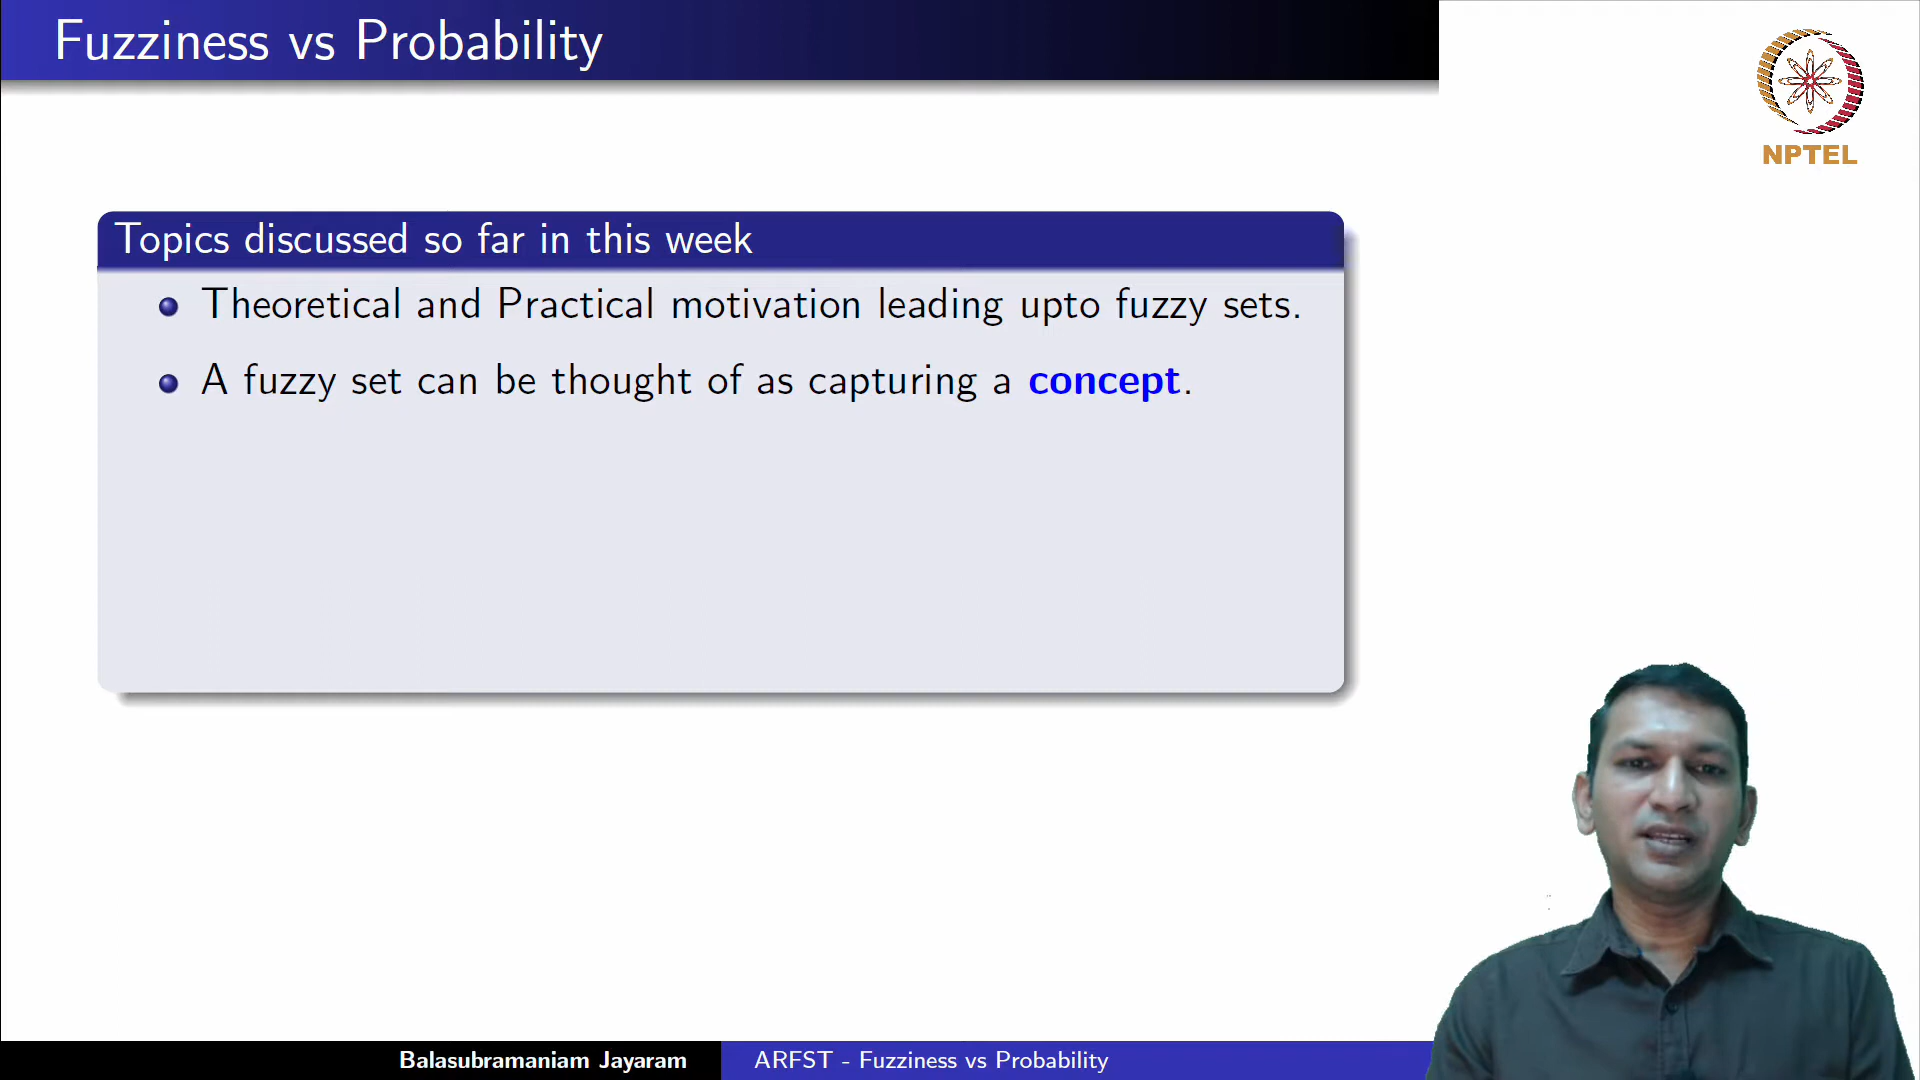 Fuzziness vs Probability
NPTEL
Topics discussed so far in this week
Theoretical and Practical motivation leading upto fuzzy sets.
A fuzzy set can be thought of as capturing a concept.
Balasubramaniam Jayaram
ARFST - Fuzziness vs Probability